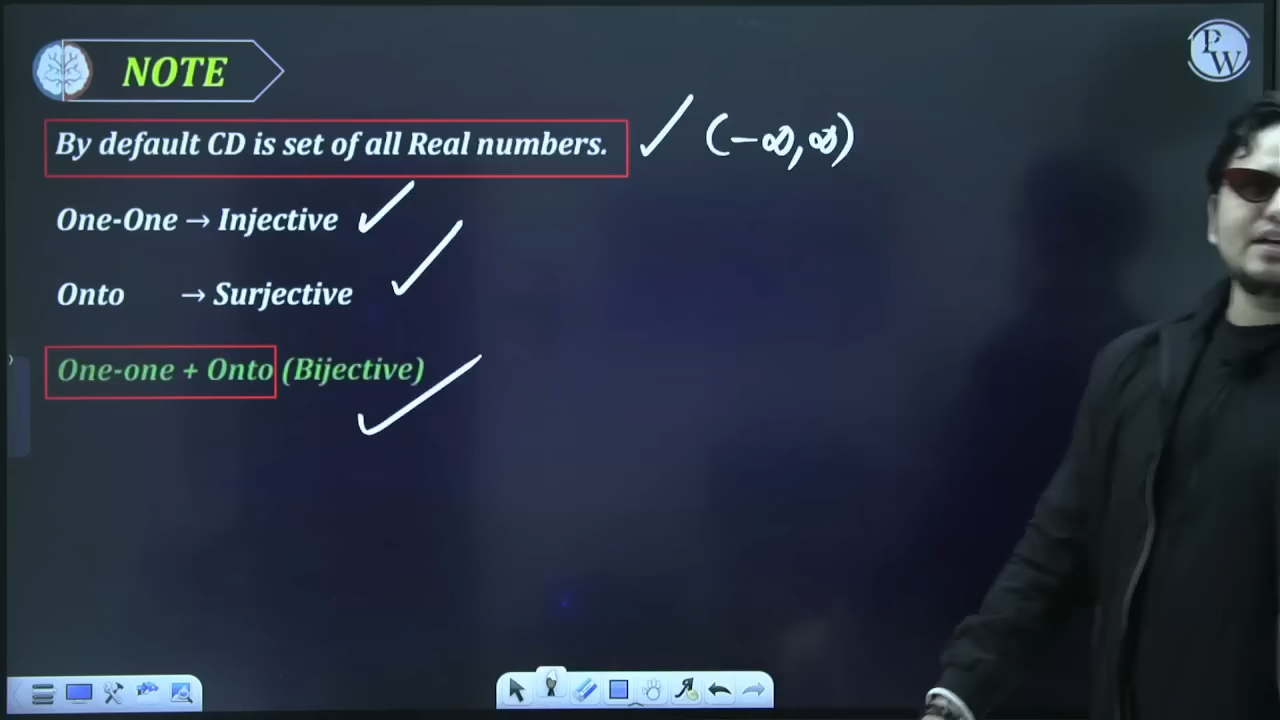 NOTE
PW
By default CD is set of all Real numbers. (-∞,∞)
One-One → Injective
Onto → Surjective
One-one + Onto (Bijective)